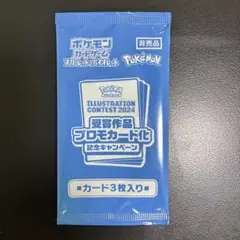 ポケモン
カードゲーム
スカーレット&バイオレット
非売品
Pokémon
Pokémon
ILLUSTRATION
CONTEST 2024
受賞作品
プロモカード化
記念キャンペーン
■カード3枚入り■